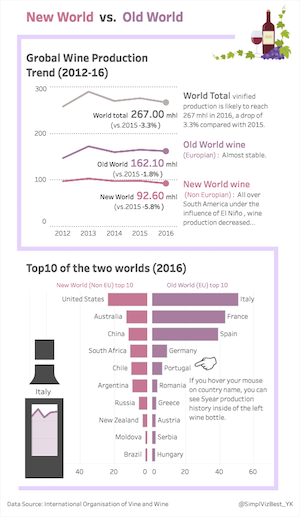 New World vs. Old World
Grobal Wine Production
Trend (2012-16)
300
200
100
0
2012 2013 2014 2015 2016
World total 267.00 mhl
(vs.2015 -3.3% )
Old World 162.10 mhl
(vs.2015 -1.8% )
New World 92.60 mhl
(vs.2015 -5.8% )
World Total vinified
production is likely to reach
267 mhl in 2016, a drop of
3.3% compared with 2015.
Old World wine
(Europian) : Almost stable.
New World wine
(Non Europian) : All over
South America under the
influence of El Niño , wine
production decreased...
Top10 of the two worlds (2016)
New World (Non EU) top 10
Old World (EU) top 10
United States Italy
Australia France
China Spain
South Africa Germany
Chile Portugal
Argentina Romania
Russia Greece
New Zealand Austria
Moldova Serbia
Brazil Hungary
40 20 0 0 20 40 60
Italy
If you hover your mouse
on country name, you can
see 5year production
history inside of the left
wine bottle.
Data Source: International Organisation of Vine and Wine
@SimplVizBest_YK